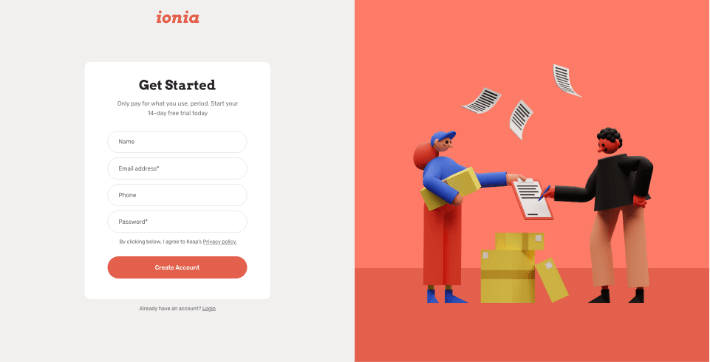 ionia
Get Started
Only pay for what you use, period. Start your
14-day free trial today
Name
Email address*
Phone
Password*
By clicking below, I agree to Keap's Privacy policy.
Create Account
Already have an account? Login